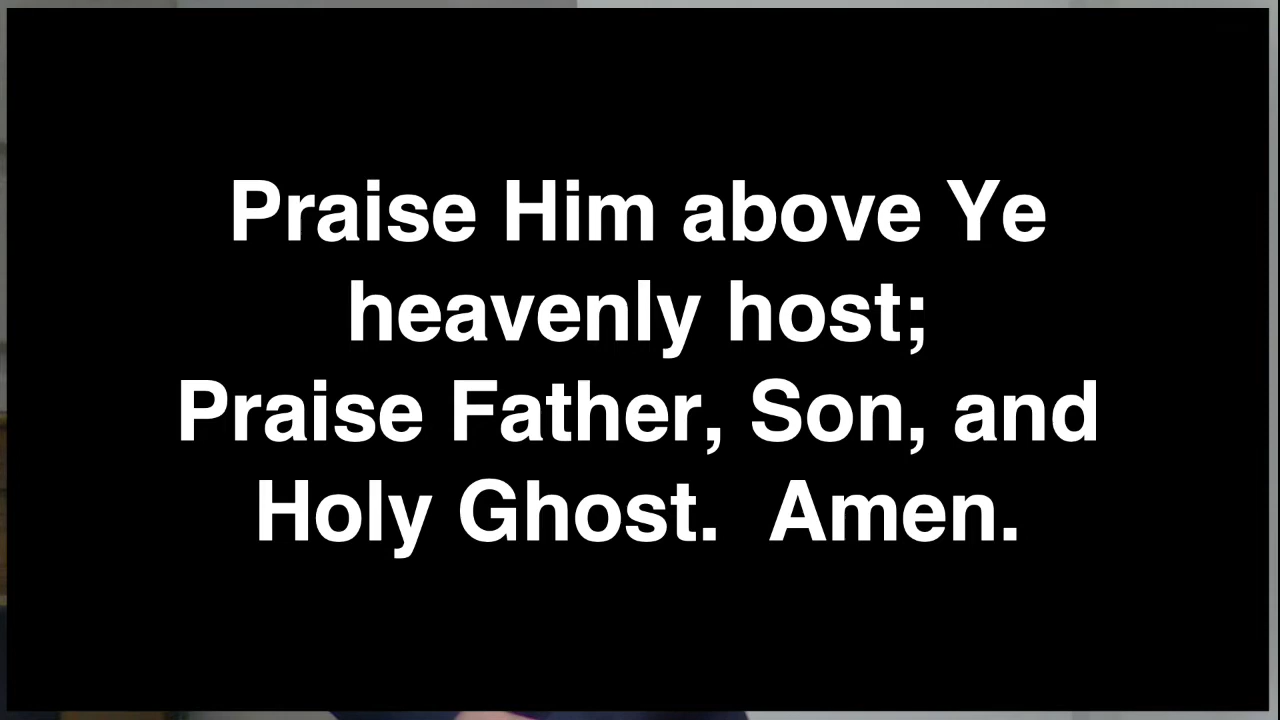 Praise Him above Ye
heavenly host;
Praise Father, Son, and
Holy Ghost.  Amen.